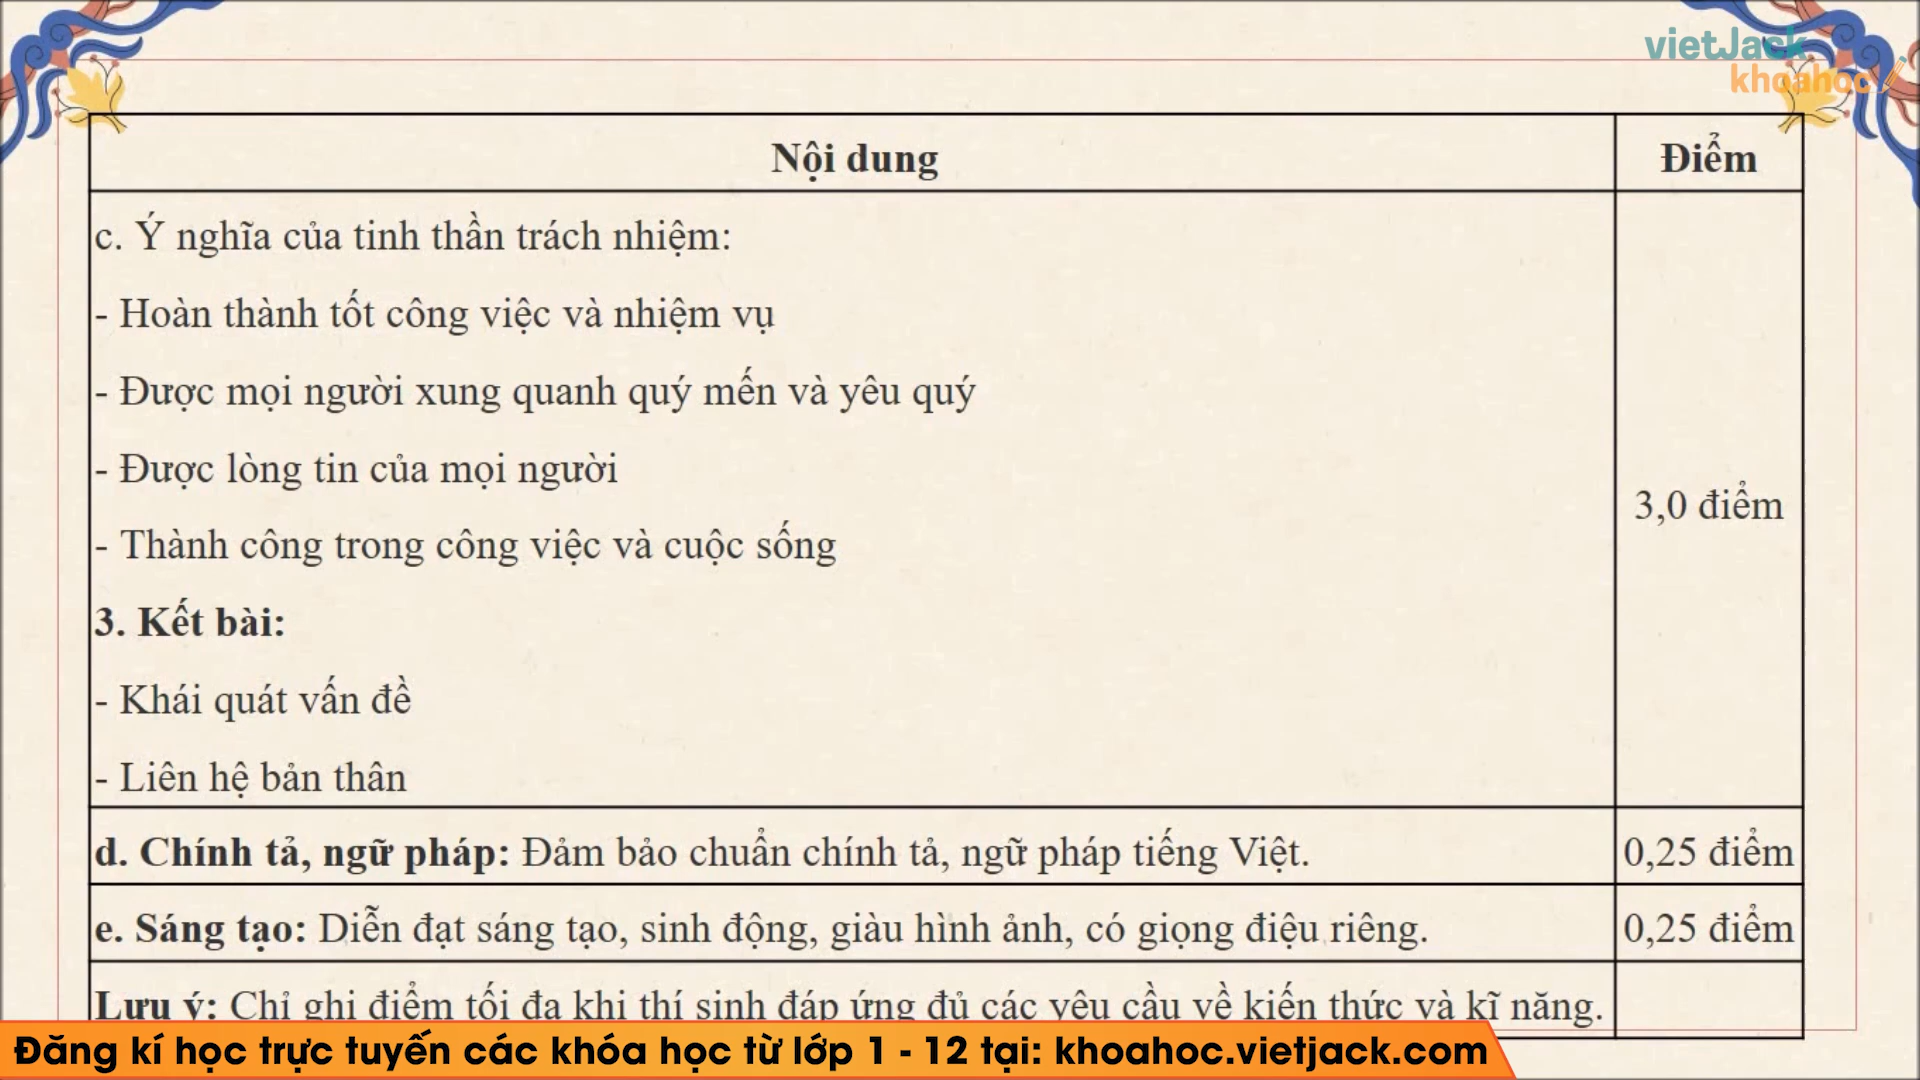 vietJack
khoahoc
Nội dung
Điểm
c. Ý nghĩa của tinh thần trách nhiệm:
- Hoàn thành tốt công việc và nhiệm vụ
- Được mọi người xung quanh quý mến và yêu quý
- Được lòng tin của mọi người
- Thành công trong công việc và cuộc sống
3. Kết bài:
- Khái quát vấn đề
- Liên hệ bản thân
3,0 điểm
d. Chính tả, ngữ pháp: Đảm bảo chuẩn chính tả, ngữ pháp tiếng Việt.
0,25 điểm
e. Sáng tạo: Diễn đạt sáng tạo, sinh động, giàu hình ảnh, có giọng điệu riêng.
0,25 điểm
Lưu ý: Chỉ ghi điểm tối đa khi thí sinh đáp ứng đủ các yêu cầu về kiến thức và kĩ năng.
Đăng kí học trực tuyến các khóa học từ lớp 1 - 12 tại: khoahoc.vietjack.com